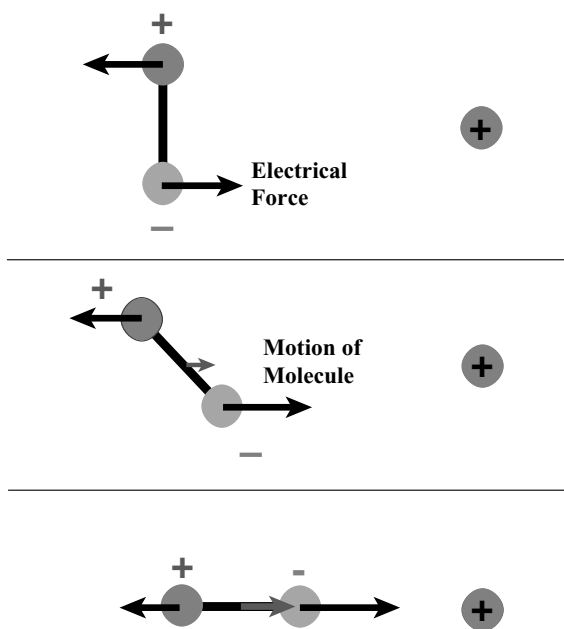 +
+
Electrical
Force
–
+
Motion of
Molecule
+
–
+ -
+